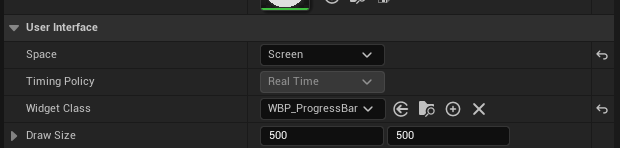 User Interface
Space Screen
Timing Policy Real Time
Widget Class WBP_ProgressBar
Draw Size 500 500